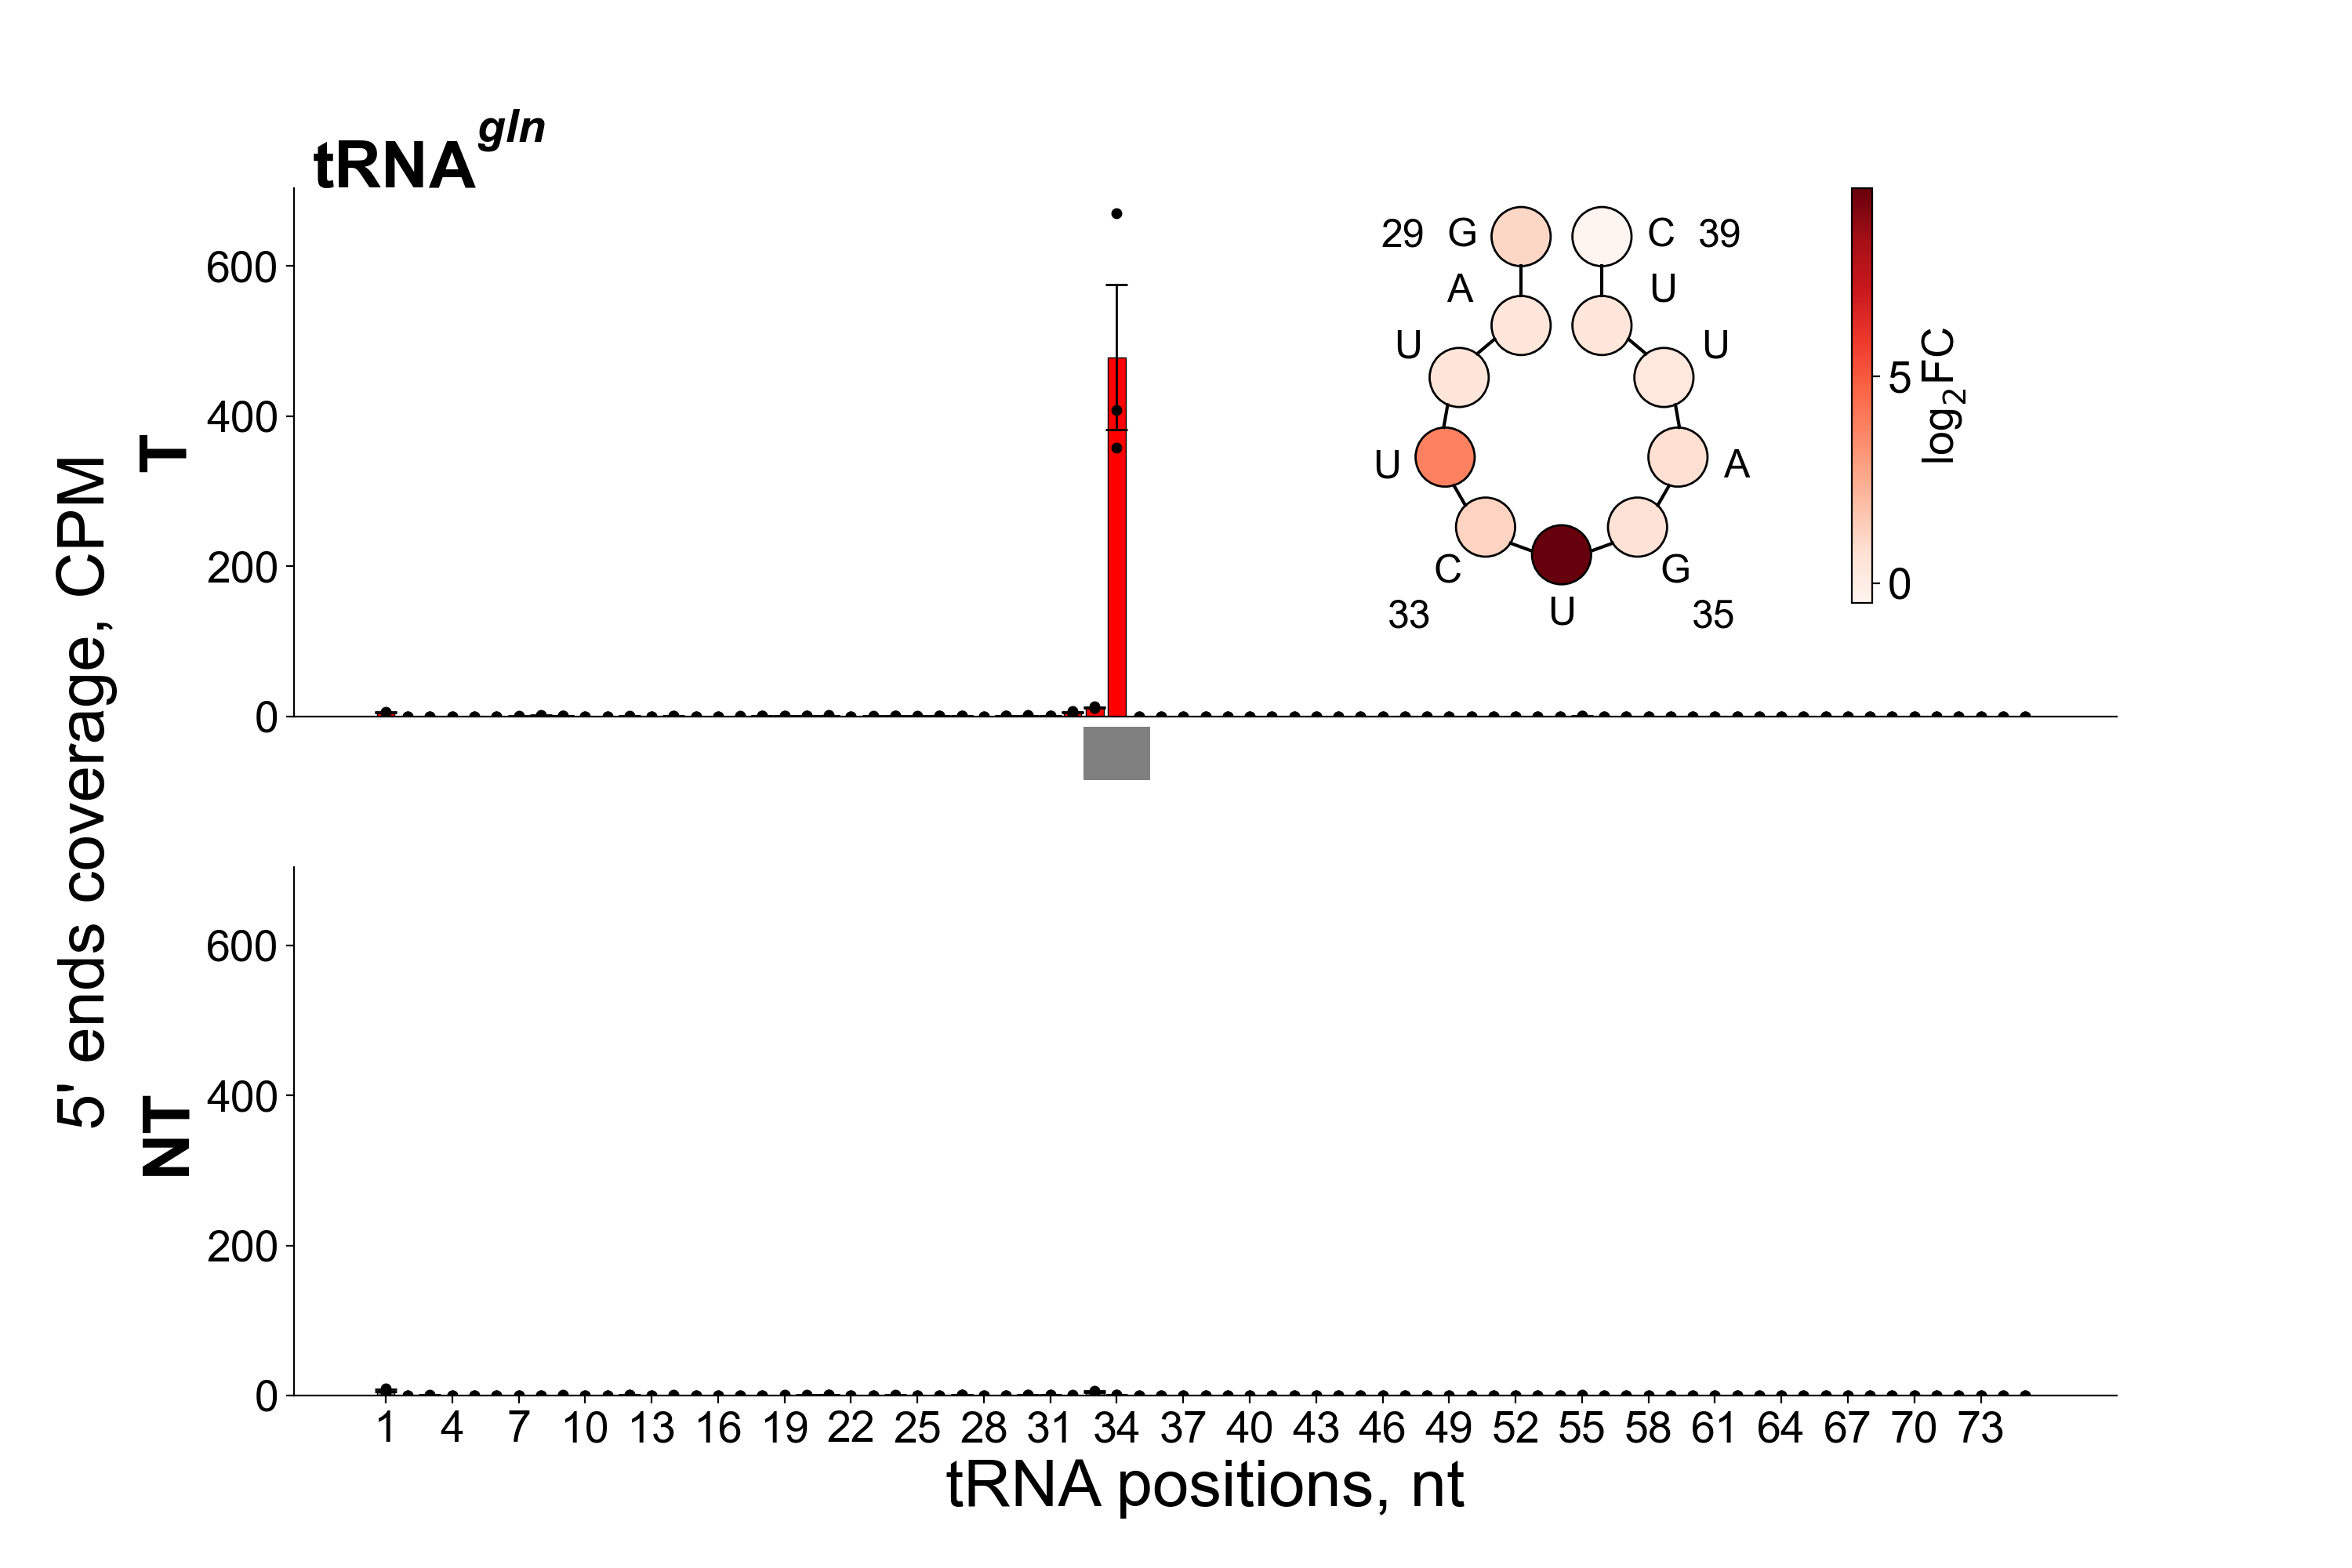 tRNA^gln
5' ends coverage, CPM
T
600
400
200
0
29 G C 39
A U
U U
U A
C G
33 U 35
5
0
log₂FC
NT
600
400
200
0
1 4 7 10 13 16 19 22 25 28 31 34 37 40 43 46 49 52 55 58 61 64 67 70 73
tRNA positions, nt